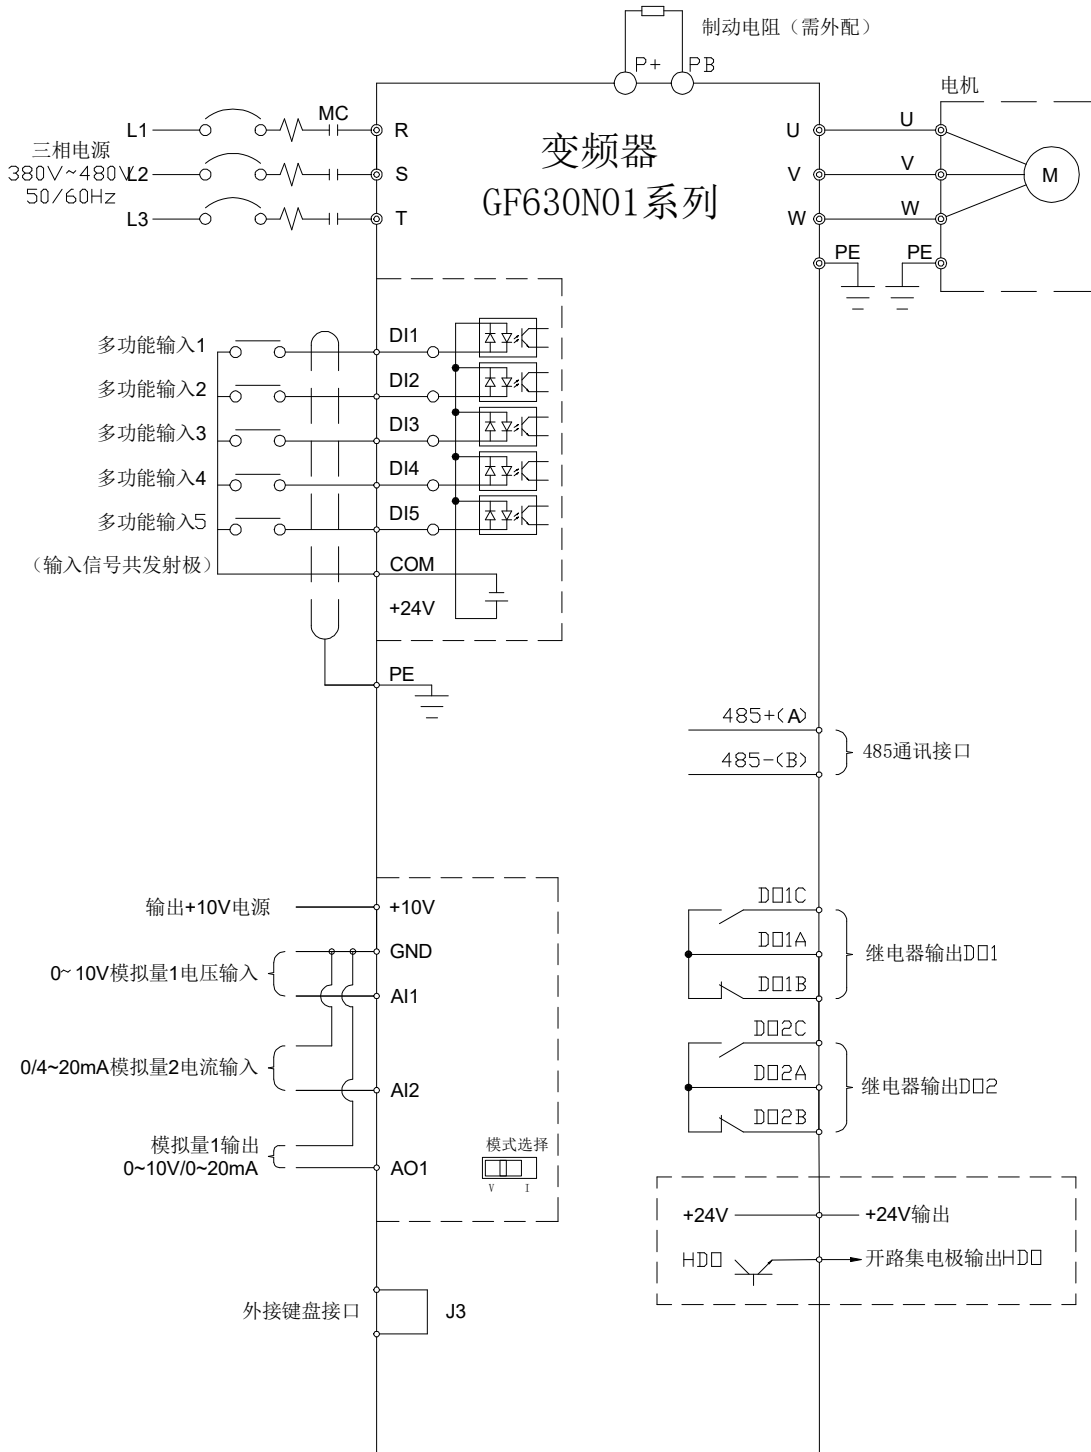 制动电阻（需外配）
P+
PB
电机
L1
MC
R
U
U
三相电源
变频器
380V~480V
L2
S
V
V
M
50/60Hz
GF630N01系列
L3
T
W
W
PE
PE
多功能输入1
DI1
多功能输入2
DI2
多功能输入3
DI3
多功能输入4
DI4
多功能输入5
DI5
（输入信号共发射极）
COM
+24V
PE
485+(A)
485通讯接口
485-(B)
输出+10V电源
+10V
DO1C
GND
DO1A
继电器输出DO1
0~10V模拟量1电压输入
AI1
DO1B
DO2C
0/4~20mA模拟量2电流输入
DO2A
继电器输出DO2
AI2
DO2B
模拟量1输出
模式选择
0~10V/0~20mA
AO1
V
I
+24V
+24V输出
HDO
开路集电极输出HDO
外接键盘接口
J3